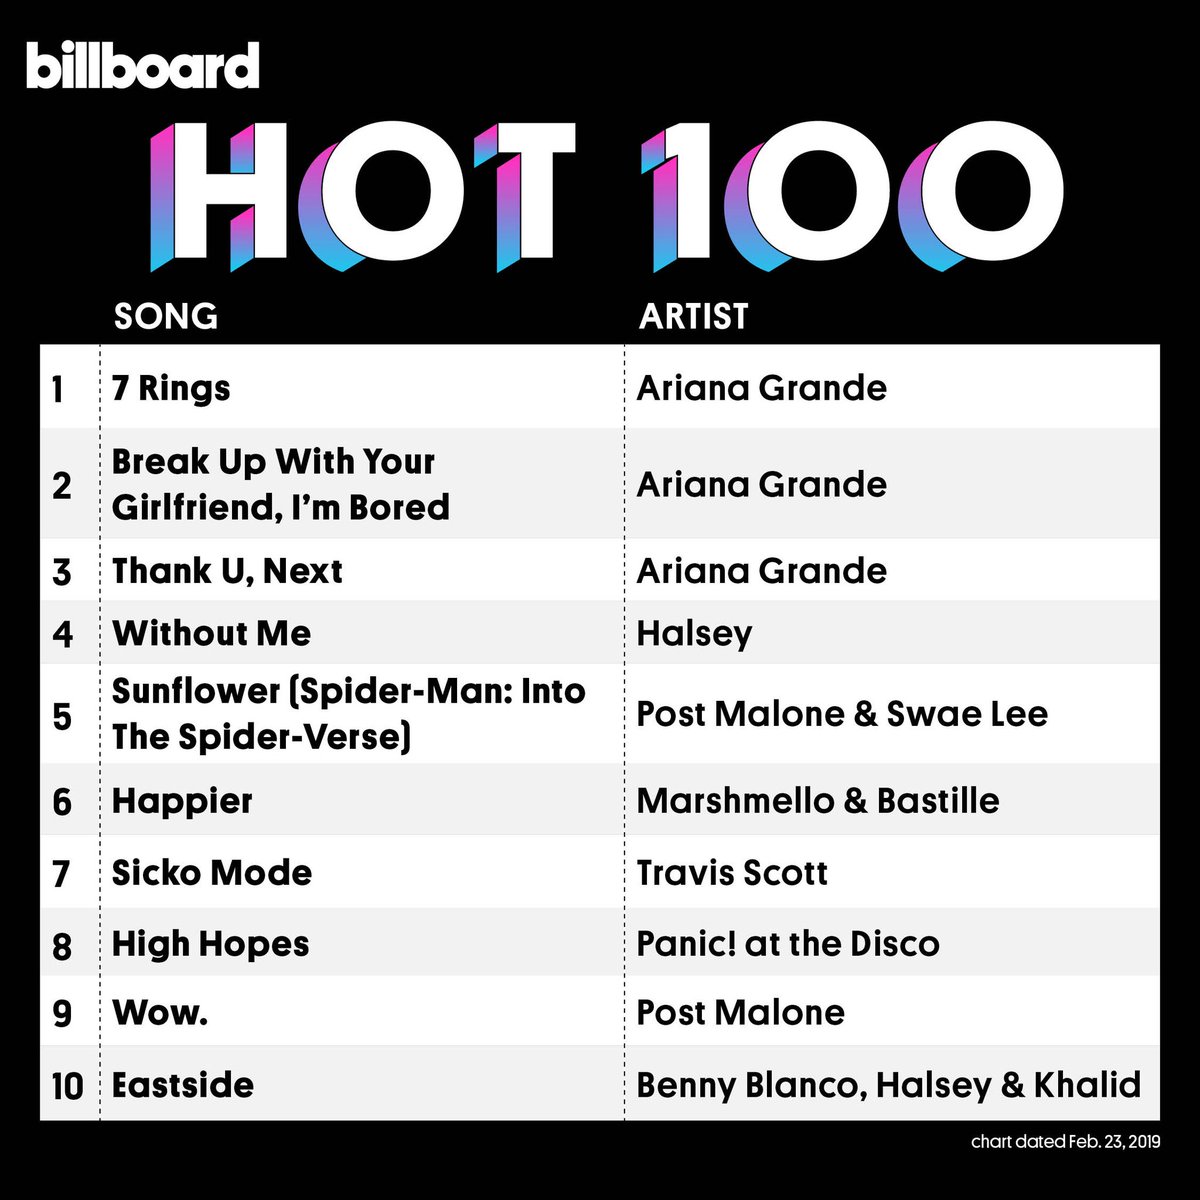 billboard
HOT 100
SONG ARTIST
1 7 Rings Ariana Grande
2 Break Up With Your
Girlfriend, I’m Bored Ariana Grande
3 Thank U, Next Ariana Grande
4 Without Me Halsey
5 Sunflower (Spider-Man: Into
The Spider-Verse) Post Malone & Swae Lee
6 Happier Marshmello & Bastille
7 Sicko Mode Travis Scott
8 High Hopes Panic! at the Disco
9 Wow. Post Malone
10 Eastside Benny Blanco, Halsey & Khalid
chart dated Feb. 23, 2019